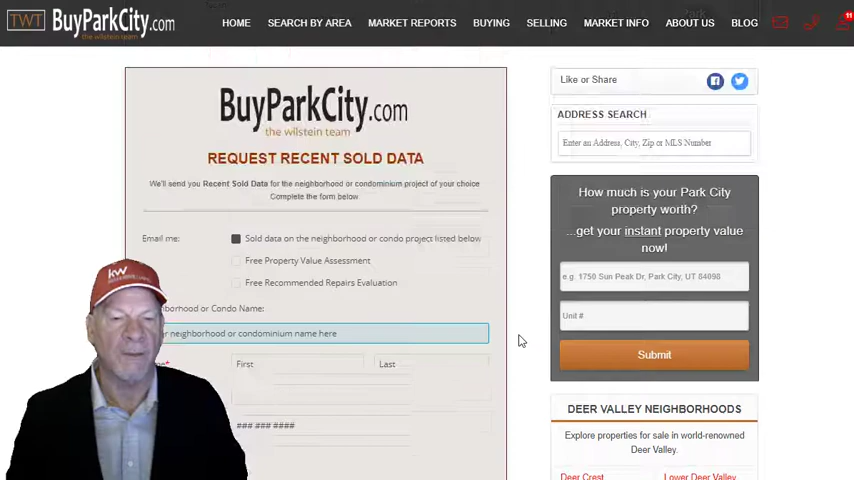 TWT BuyParkCity.com
the wilstein team
HOME SEARCH BY AREA MARKET REPORTS BUYING SELLING MARKET INFO ABOUT US BLOG
11
BuyParkCity.com
the wilstein team
REQUEST RECENT SOLD DATA
We'll send you Recent Sold Data for the neighborhood or condominium project of your choice
Complete the form below
Email me:
Sold data on the neighborhood or condo project listed below
Free Property Value Assessment
Free Recommended Repairs Evaluation
Condo Name:
neighborhood or condominium name here
First
Last
### ### ####
kw
Like or Share
ADDRESS SEARCH
Enter an Address, City, Zip or MLS Number
How much is your Park City
property worth?
...get your instant property value
now!
e.g. 1750 Sun Peak Dr, Park City, UT 84098
Unit #
Submit
DEER VALLEY NEIGHBORHOODS
Explore properties for sale in world-renowned
Deer Valley.
Deer Crest
Lower Deer Valley